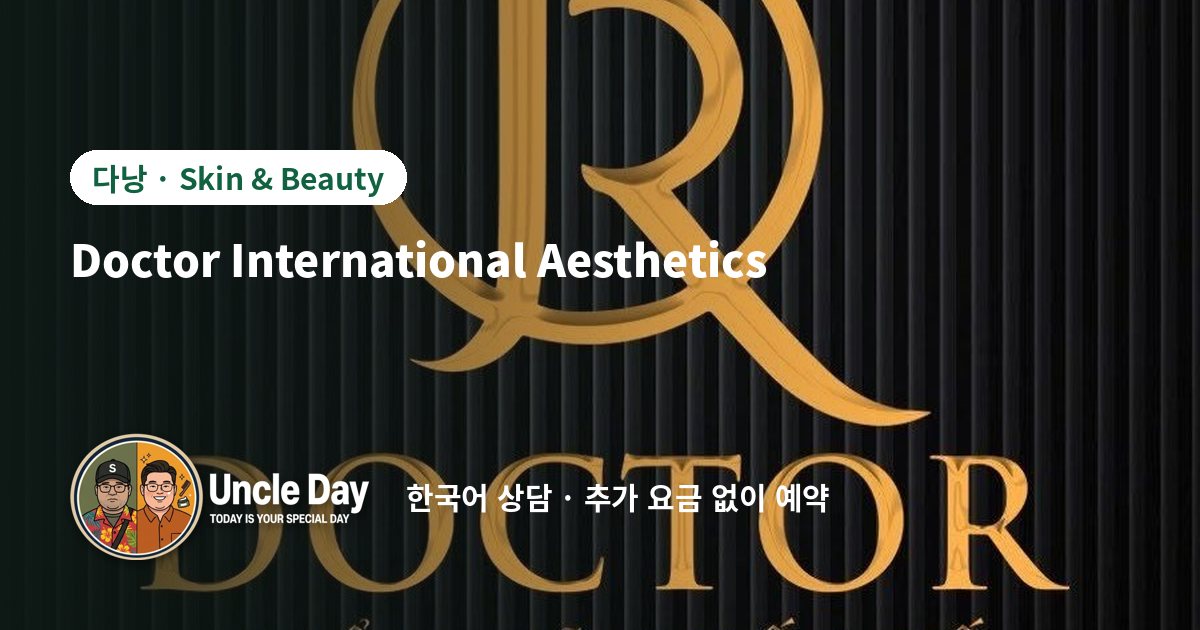 다낭 · Skin & Beauty
Doctor International Aesthetics
S
Uncle Day
TODAY IS YOUR SPECIAL DAY
한국어 상담 · 추가 요금 없이 예약
DOCTOR